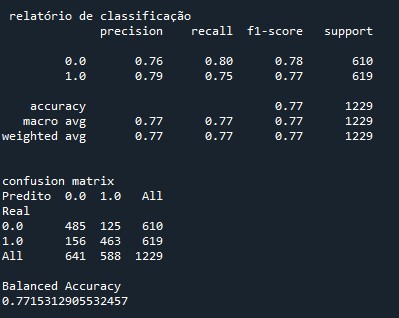 relatório de classificação
precision recall f1-score support
0.0 0.76 0.80 0.78 610
1.0 0.79 0.75 0.77 619
accuracy 0.77 1229
macro avg 0.77 0.77 0.77 1229
weighted avg 0.77 0.77 0.77 1229
confusion matrix
Predito 0.0 1.0 All
Real
0.0 485 125 610
1.0 156 463 619
All 641 588 1229
Balanced Accuracy
0.7715312905532457